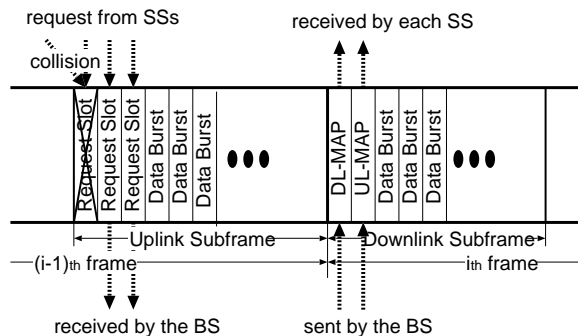 request from SSs
received by each SS
collision
Request Slot
Request Slot
Request Slot
Data Burst
Data Burst
Data Burst
DL-MAP
UL-MAP
Data Burst
Data Burst
Data Burst
Uplink Subframe
Downlink Subframe
(i-1)th frame
ith frame
received by the BS
sent by the BS